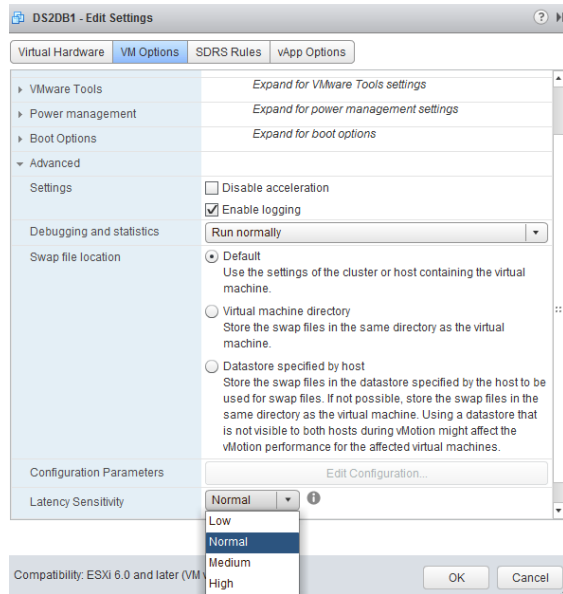 DS2DB1 - Edit Settings
Virtual Hardware VM Options SDRS Rules vApp Options
VMware Tools Expand for VMware Tools settings
Power management Expand for power management settings
Boot Options Expand for boot options
Advanced
Settings Disable acceleration
Enable logging
Debugging and statistics Run normally
Swap file location Default
Use the settings of the cluster or host containing the virtual
machine.
Virtual machine directory
Store the swap files in the same directory as the virtual
machine.
Datastore specified by host
Store the swap files in the datastore specified by the host to be
used for swap files. If not possible, store the swap files in the
same directory as the virtual machine. Using a datastore that
is not visible to both hosts during vMotion might affect the
vMotion performance for the affected virtual machines.
Configuration Parameters Edit Configuration...
Latency Sensitivity Normal
Low
Normal
Medium
High
Compatibility: ESXi 6.0 and later (VM
OK Cancel